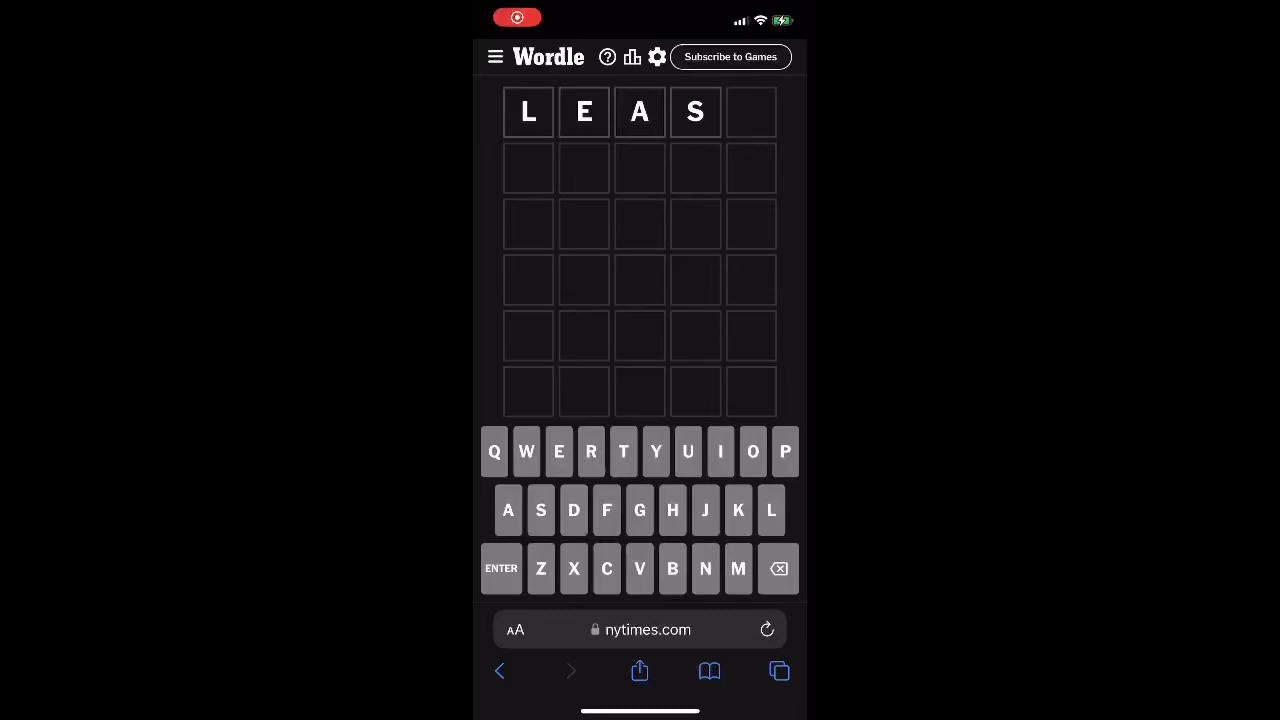 Wordle Subscribe to Games
L E A S
Q W E R T Y U I O P
A S D F G H J K L
ENTER Z X C V B N M
AA nytimes.com